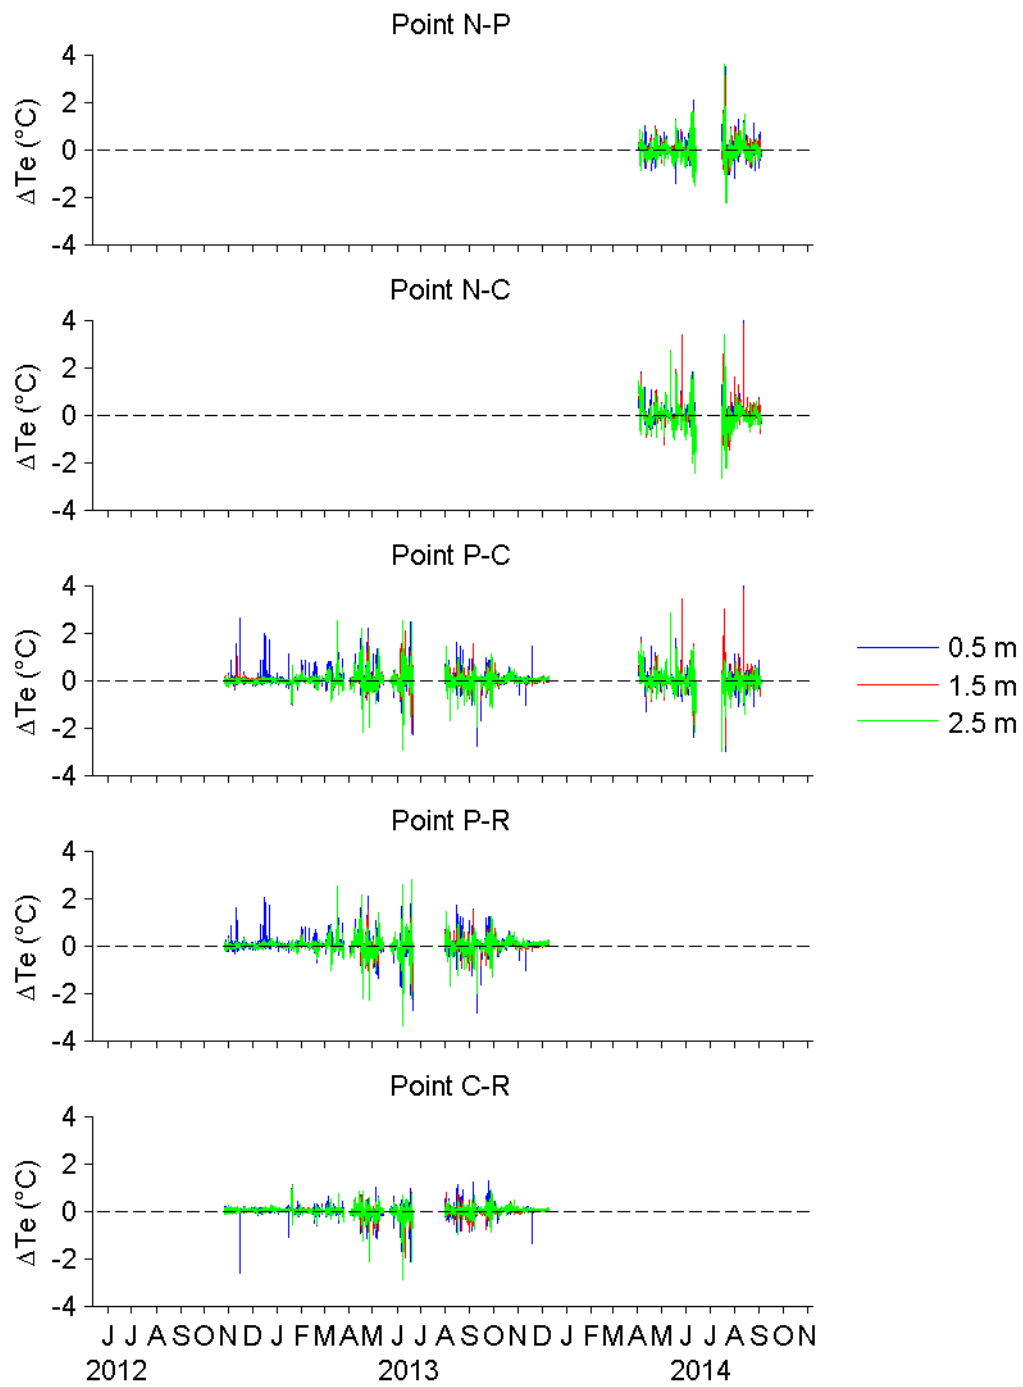 Point N-P
4
2
0
-2
-4
ΔTe (°C)
Point N-C
4
2
0
-2
-4
ΔTe (°C)
Point P-C
4
2
0
-2
-4
ΔTe (°C)
0.5 m
1.5 m
2.5 m
Point P-R
4
2
0
-2
-4
ΔTe (°C)
Point C-R
4
2
0
-2
-4
ΔTe (°C)
J J A S O N D J F M A M J J A S O N D J F M A M J J A S O N
2012 2013 2014